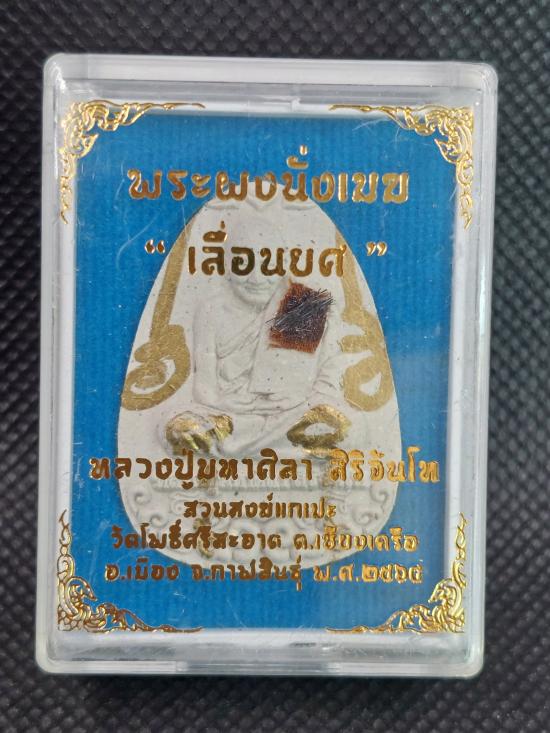 พระผงนั่งเมฆ
“ เลื่อนยศ ”
หลวงปู่มหาศิลา สิริจันโท
สวนสงฆ์แกเปะ
วัดโพธิ์ศรีสะอาด ต.เชียงเครือ
อ.เมือง จ.กาฬสินธุ์ พ.ศ.๒๕๖๕